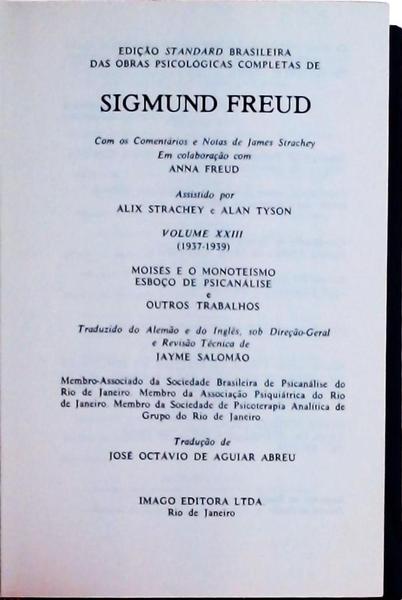 EDIÇÃO STANDARD BRASILEIRA
DAS OBRAS PSICOLÓGICAS COMPLETAS DE
SIGMUND FREUD
Com os Comentários e Notas de James Strachey
Em colaboração com
ANNA FREUD
Assistido por
ALIX STRACHEY e ALAN TYSON
VOLUME XXIII
(1937-1939)
MOISÉS E O MONOTEÍSMO
ESBOÇO DE PSICANÁLISE
e
OUTROS TRABALHOS
Traduzido do Alemão e do Inglês, sob Direção-Geral
e Revisão Técnica de
JAYME SALOMÃO
Membro-Associado da Sociedade Brasileira de Psicanálise do
Rio de Janeiro. Membro da Associação Psiquiátrica do Rio
de Janeiro. Membro da Sociedade de Psicoterapia Analítica de
Grupo do Rio de Janeiro
Tradução de
JOSÉ OCTÁVIO DE AGUIAR ABREU
IMAGO EDITORA LTDA
Rio de Janeiro